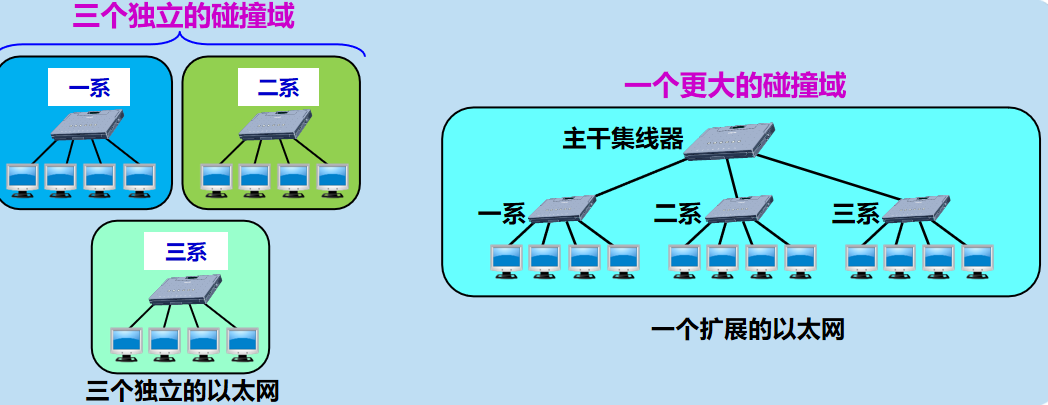 三个独立的碰撞域
一系
二系
三系
三个独立的以太网
一个更大的碰撞域
主干集线器
一系
二系
三系
一个扩展的以太网